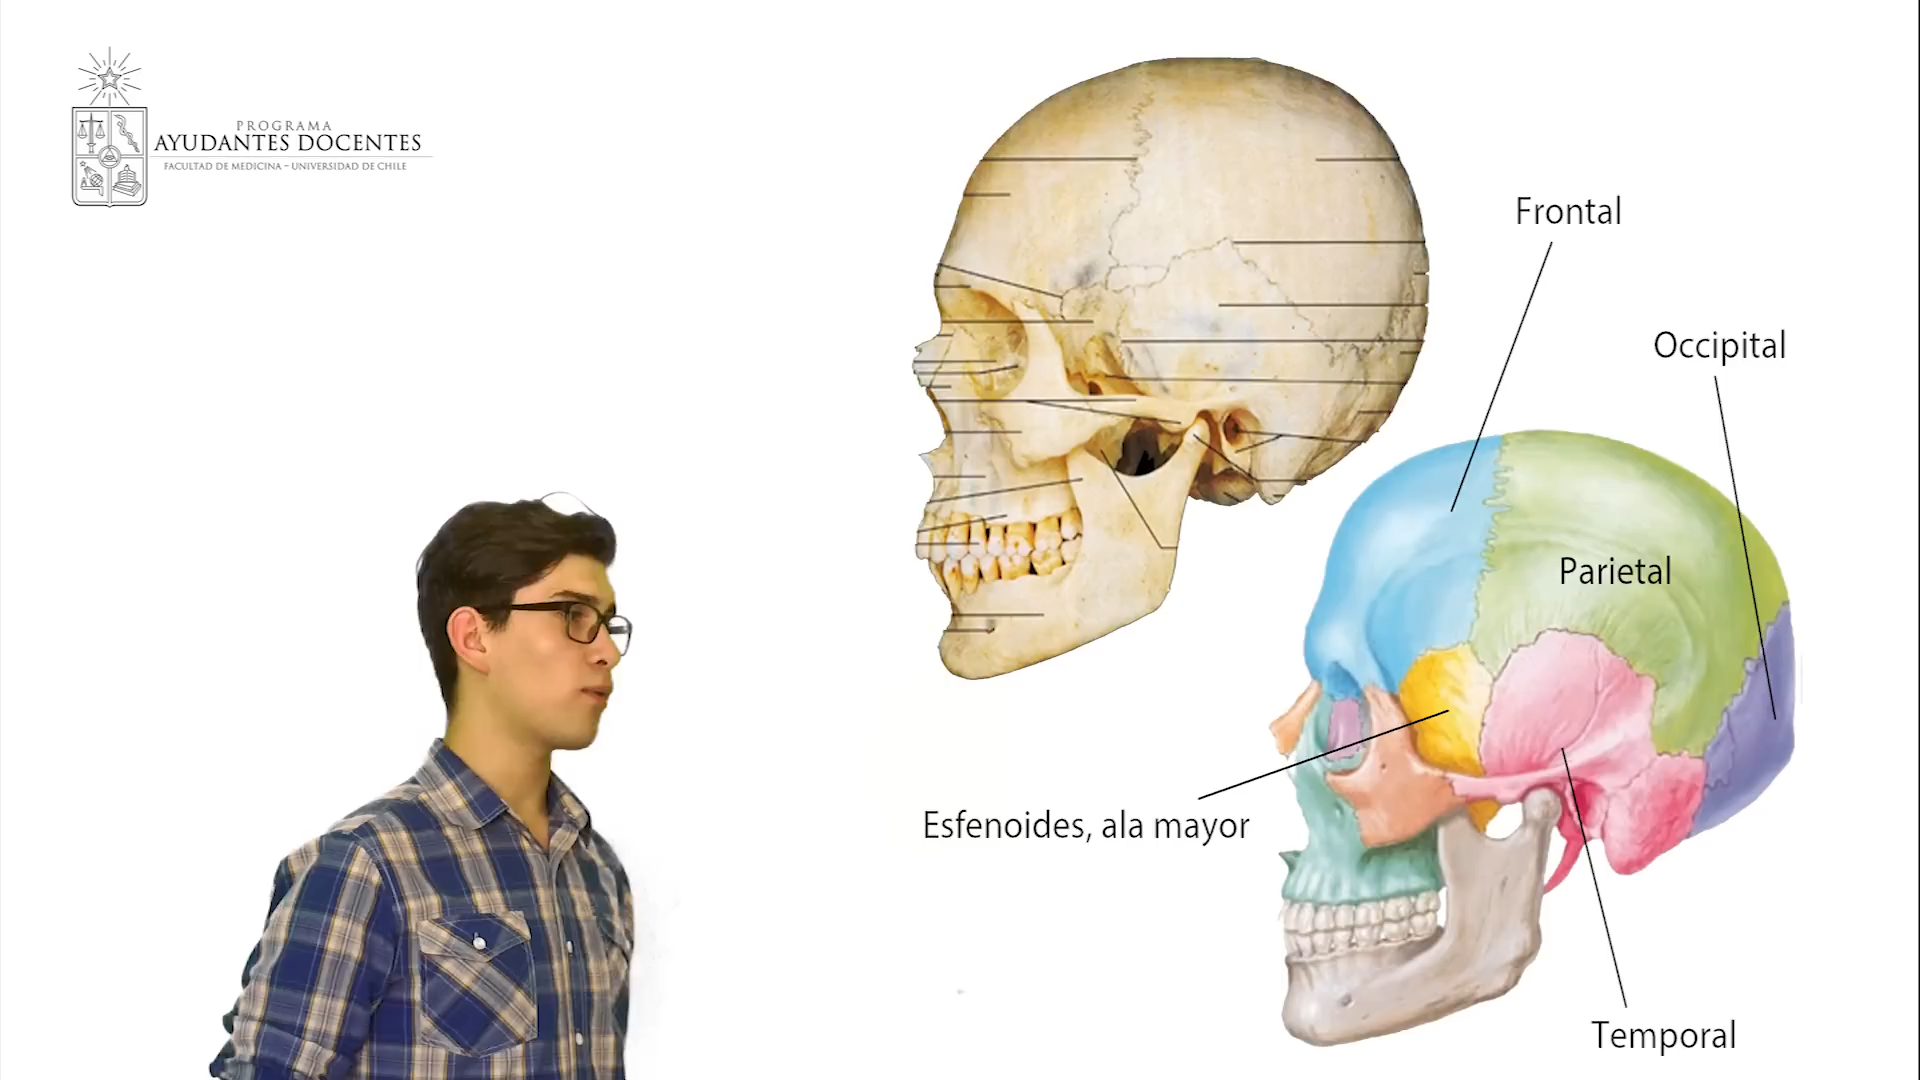 PROGRAMA
AYUDANTES DOCENTES
FACULTAD DE MEDICINA – UNIVERSIDAD DE CHILE
Frontal
Occipital
Parietal
Esfenoides, ala mayor
Temporal